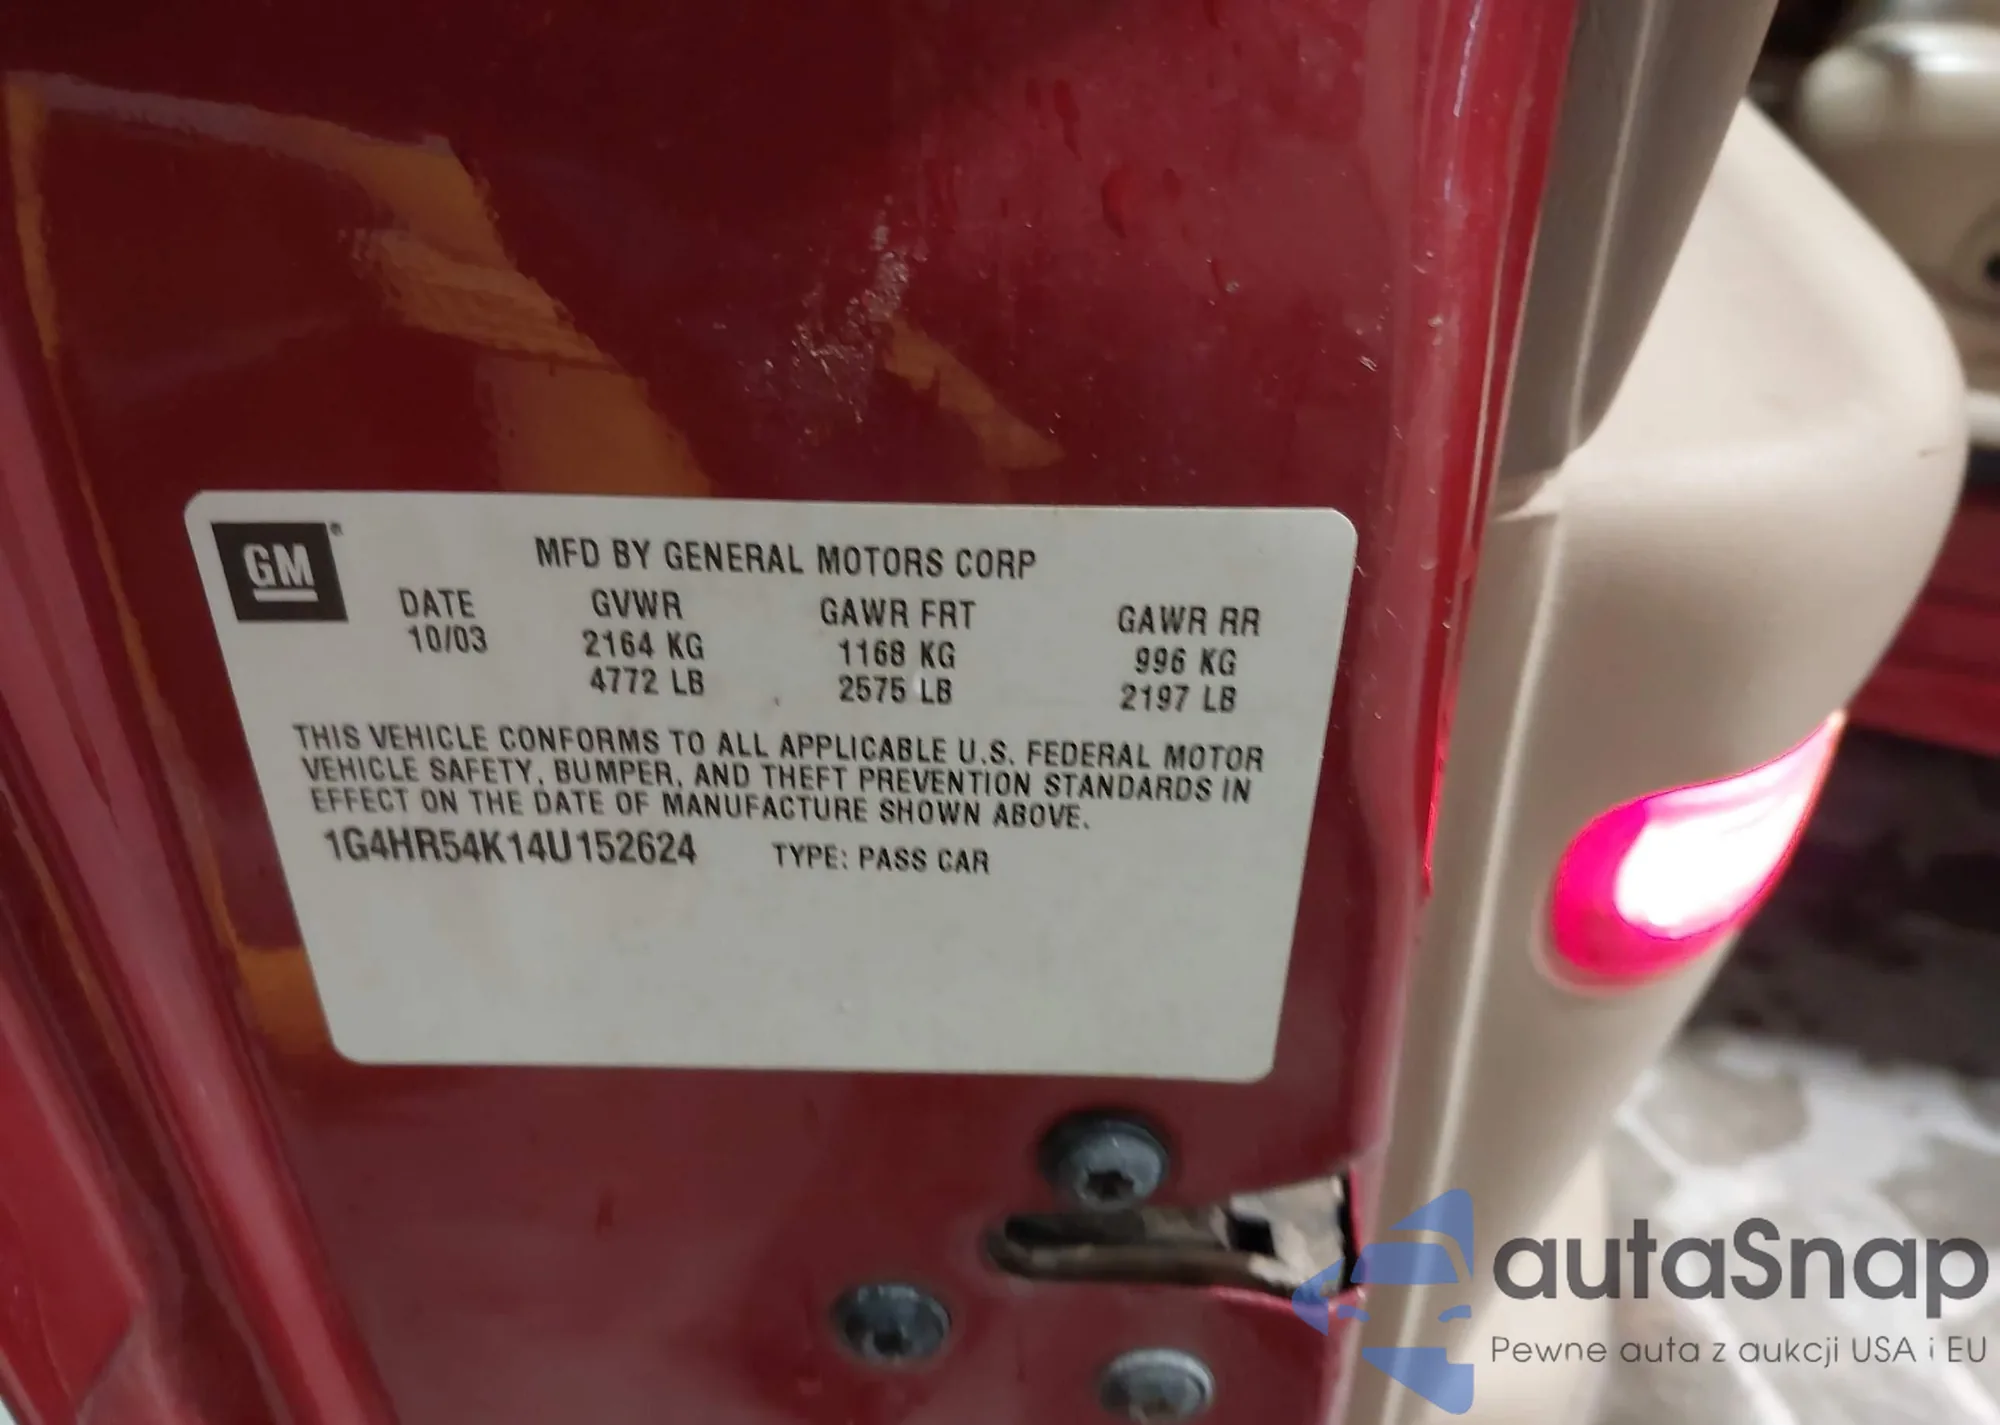 GM®
MFD BY GENERAL MOTORS CORP
DATE GVWR GAWR FRT GAWR RR
10/03 2164 KG 1168 KG 996 KG
4772 LB 2575 LB 2197 LB
THIS VEHICLE CONFORMS TO ALL APPLICABLE U.S. FEDERAL MOTOR
VEHICLE SAFETY, BUMPER, AND THEFT PREVENTION STANDARDS IN
EFFECT ON THE DATE OF MANUFACTURE SHOWN ABOVE.
1G4HR54K14U152624 TYPE: PASS CAR
autaSnap
Pewne auta z aukcji USA i EU